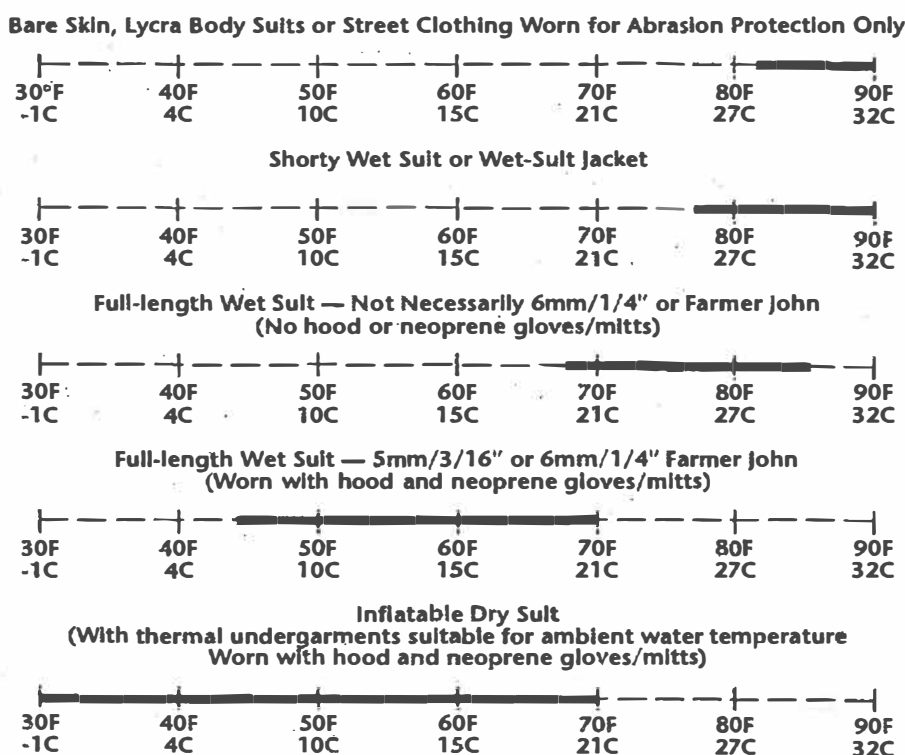 Bare Skin, Lycra Body Suits or Street Clothing Worn for Abrasion Protection Only
30°F 40F 50F 60F 70F 80F 90F
-1C 4C 10C 15C 21C 27C 32C
Shorty Wet Suit or Wet-Suit Jacket
30F 40F 50F 60F 70F 80F 90F
-1C 4C 10C 15C 21C 27C 32C
Full-length Wet Suit — Not Necessarily 6mm/1/4" or Farmer John
(No hood or neoprene gloves/mitts)
30F 40F 50F 60F 70F 80F 90F
-1C 4C 10C 15C 21C 27C 32C
Full-length Wet Suit — 5mm/3/16" or 6mm/1/4" Farmer John
(Worn with hood and neoprene gloves/mitts)
30F 40F 50F 60F 70F 80F 90F
-1C 4C 10C 15C 21C 27C 32C
Inflatable Dry Suit
(With thermal undergarments suitable for ambient water temperature
Worn with hood and neoprene gloves/mitts)
30F 40F 50F 60F 70F 80F 90F
-1C 4C 10C 15C 21C 27C 32C